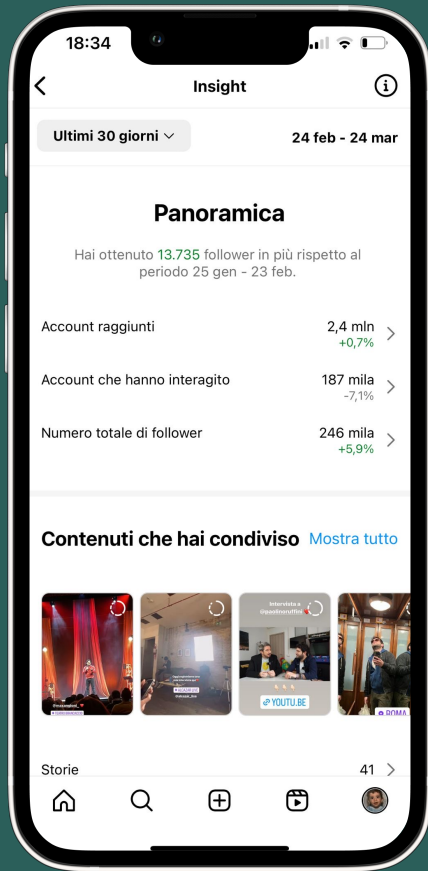 18:34
Insight
Ultimi 30 giorni
24 feb - 24 mar
Panoramica
Hai ottenuto 13.735 follower in più rispetto al
periodo 25 gen - 23 feb.
Account raggiunti
2,4 mln
+0,7%
Account che hanno interagito
187 mila
-7,1%
Numero totale di follower
246 mila
+5,9%
Contenuti che hai condiviso
Mostra tutto
Intervista a
@paolinoruffini
YOUTU.BE
ROMA
Storie
41